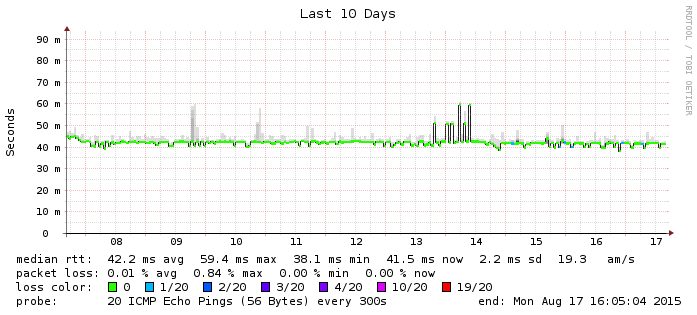 Last 10 Days
RRDTOOL / TOBI OETIKER
Seconds
90 m
80 m
70 m
60 m
50 m
40 m
30 m
20 m
10 m
0
08 09 10 11 12 13 14 15 16 17
median rtt: 42.2 ms avg 59.4 ms max 38.1 ms min 41.5 ms now 2.2 ms sd 19.3 am/s
packet loss: 0.01 % avg 0.84 % max 0.00 % min 0.00 % now
loss color: 0 1/20 2/20 3/20 4/20 10/20 19/20
probe: 20 ICMP Echo Pings (56 Bytes) every 300s end: Mon Aug 17 16:05:04 2015